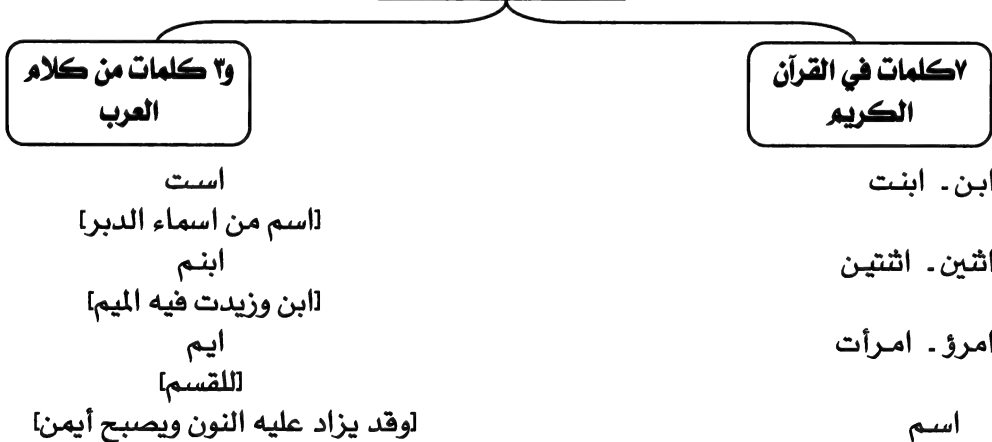 ٧كلمات في القرآن
الكريم
ابن ـ ابنت
اثنين ـ اثنتين
امرؤ ـ امرأت
اسم
و٣ كلمات من كلام
العرب
است
[اسم من اسماء الدبر]
ابنم
[ابن وزيدت فيه الميم]
ايم
[للقسم]
[وقد يزاد عليه النون ويصبح أيمن]